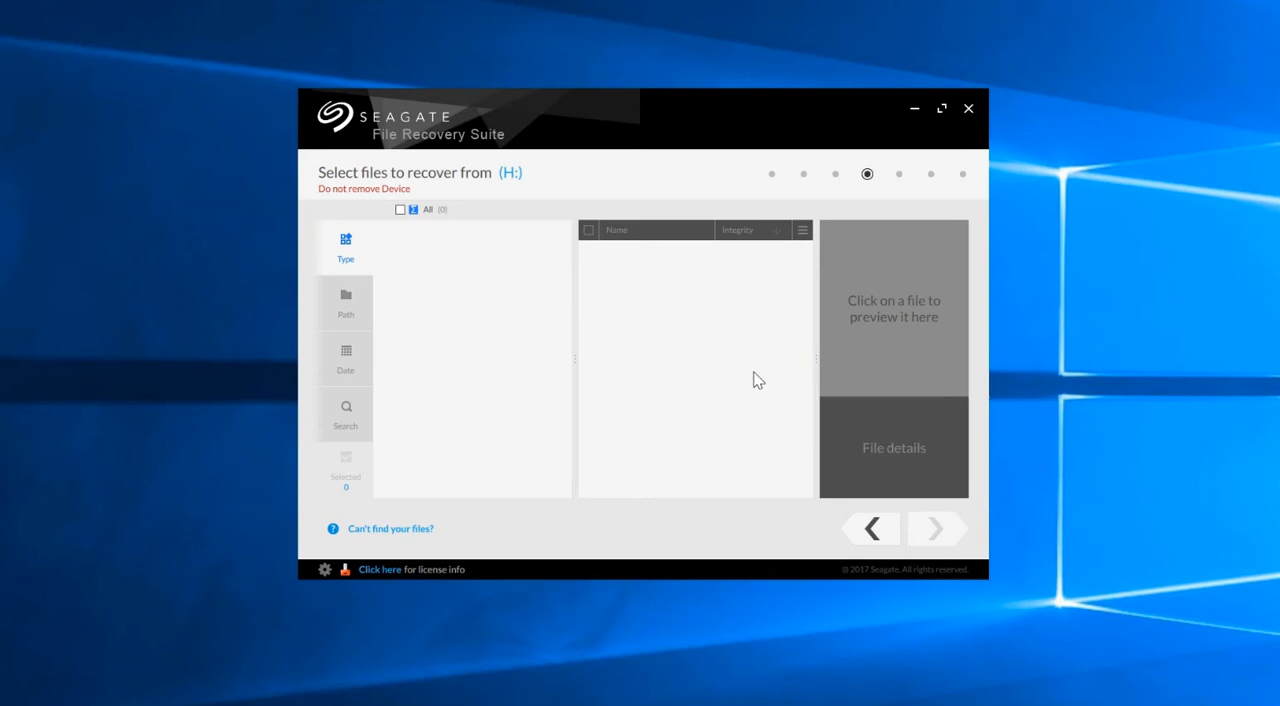 SEAGATE
File Recovery Suite
Select files to recover from (H:)
Do not remove Device
All (0)
Type
Path
Date
Search
Selected
0
Name
Integrity
Click on a file to
preview it here
File details
? Can't find your files?
Click here for license info
© 2017 Seagate. All rights reserved.